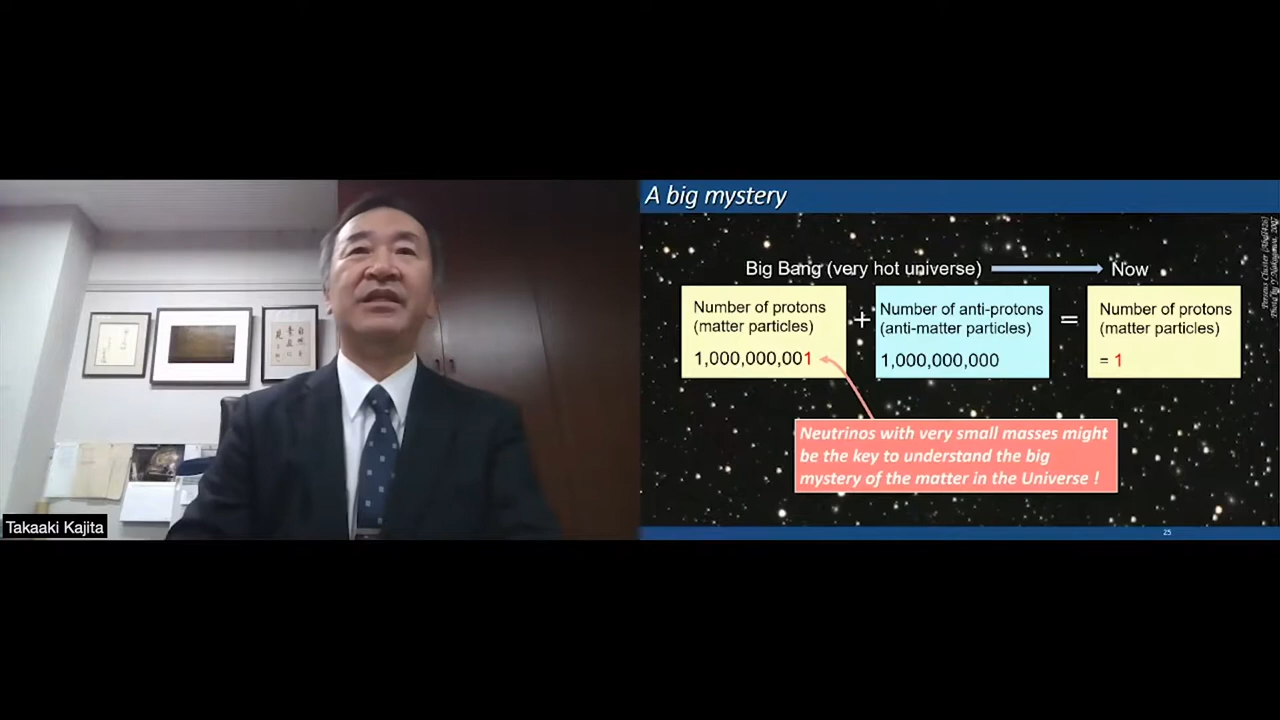 A big mystery
Big Bang (very hot universe)
Now
Number of protons
(matter particles)
1,000,000,001
+
Number of anti-protons
(anti-matter particles)
1,000,000,000
=
Number of protons
(matter particles)
= 1
Neutrinos with very small masses might
be the key to understand the big
mystery of the matter in the Universe !
Takaaki Kajita
25